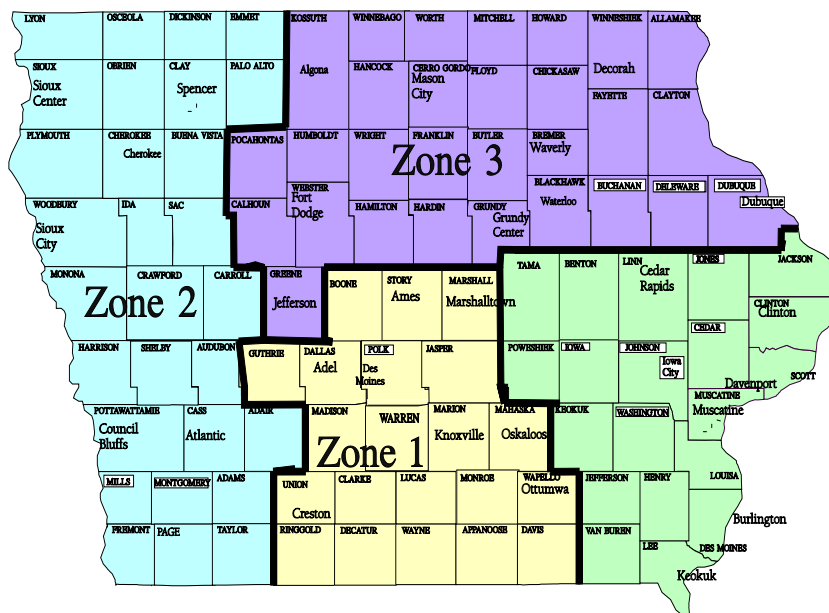 LYON OSCEOLA DICKINSON EMMET KOSSUTH WINNEBAGO WORTH MITCHELL HOWARD WINNESHIEK ALLAMAKEE
SIOUX OBRIEN CLAY PALO ALTO HANCOCK CERRO GORDO FLOYD CHICKASAW
Sioux
Center
Spencer
Algona
Mason
City
Decorah
FAYETTE CLAYTON
PLYMOUTH CHEROKEE BUENA VISTA POCAHONTAS HUMBOLDT WRIGHT FRANKLIN BUTLER BREMER
Cherokee
Waverly
Zone 3
WEBSTER
Fort
Dodge
BLACKHAWK BUCHANAN DELEWARE DUBUQUE
Waterloo
Dubuque
WOODBURY IDA SAC CALHOUN HAMILTON HARDIN GRUNDY
Grundy
Center
Sioux
City
MONONA CRAWFORD CARROLL GREENE BOONE STORY MARSHALL TAMA BENTON LINN JONES JACKSON
Zone 2
Jefferson
Ames
Marshalltown
Cedar
Rapids
CLINTON
Clinton
CEDAR
HARRISON SHELBY AUDUBON GUTHRIE DALLAS POLK JASPER POWESHIEK IOWA JOHNSON
Adel
Des
Moines
Iowa
City
SCOTT
Davenport
MUSCATINE
Muscatine
POTTAWATTAMIE CASS ADAIR MADISON WARREN MARION MAHASKA KEOKUK WASHINGTON
Council
Bluffs
Atlantic
Zone 1
Knoxville
Oskaloos
MILLS MONTGOMERY ADAMS UNION CLARKE LUCAS MONROE WAPELLO JEFFERSON HENRY LOUISA
Creston
Ottumwa
Burlington
FREMONT PAGE TAYLOR RINGGOLD DECATUR WAYNE APPANOOSE DAVIS VAN BUREN LEE DES MOINES
Keokuk